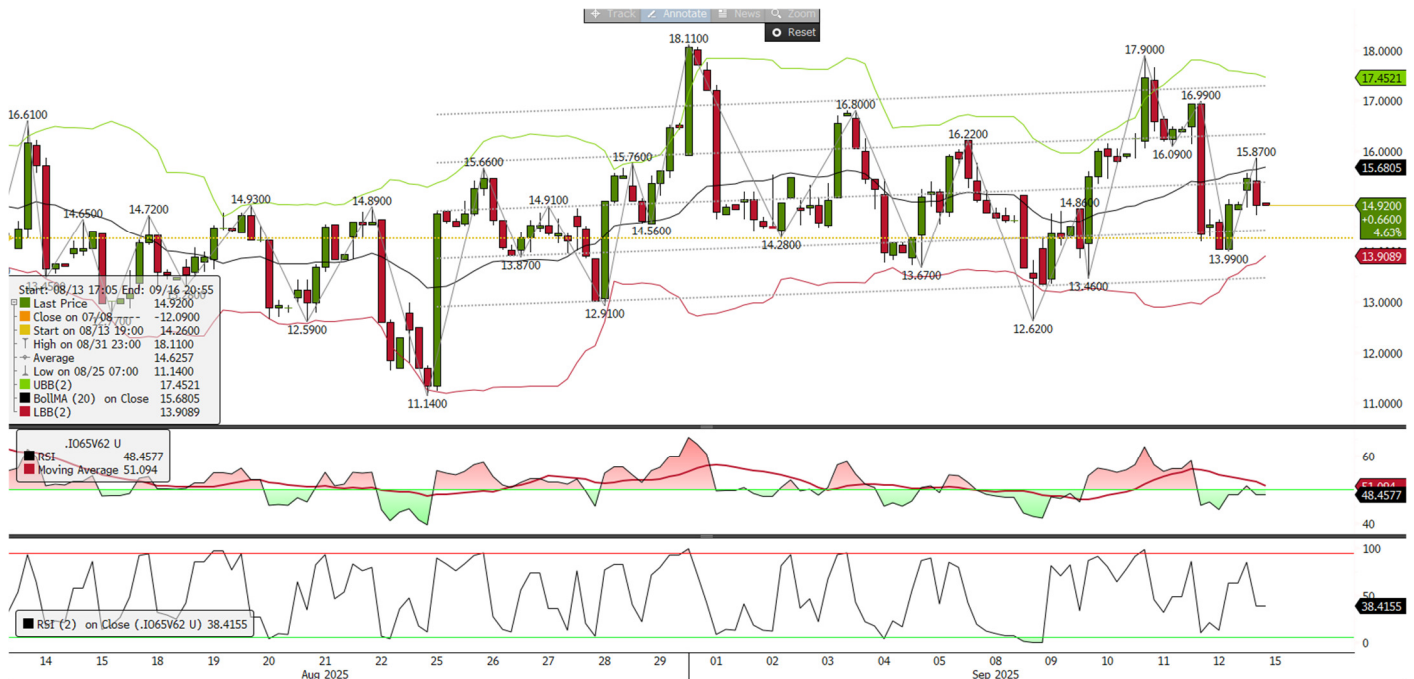 Track Annotate News Zoom
Reset
18.1100
17.9000
18.0000
17.4521
17.0000
16.9900
16.8000
16.6100
16.2200
16.0900
16.0000
15.8700
15.7600
15.6600
15.6805
14.9300
14.8900
14.9100
14.8600
14.7200
14.6500
14.5600
14.9200
+0.6600
4.63%
14.2800
13.9900
13.9089
13.8700
13.6700
13.4600
13.0000
12.9100
12.6200
12.5900
12.0000
11.1400
11.0000
Start: 08/13 17:05 End: 09/16 20:55
Last Price 14.9200
Close on 07/08 ----- -12.0900
Start on 08/13 19:00 14.2600
High on 08/31 23:00 18.1100
Average 14.6257
Low on 08/25 07:00 11.1400
UBB(2) 17.4521
BollMA (20) on Close 15.6805
LBB(2) 13.9089
.IO65V62 U
RSI 48.4577
Moving Average 51.094
60
51.094
48.4577
40
100
50
38.4155
0
RSI (2) on Close (.IO65V62 U) 38.4155
14 15 18 19 20 21 22 25 26 27 28 29 01 02 03 04 05 08 09 10 11 12 15
Aug 2025 Sep 2025